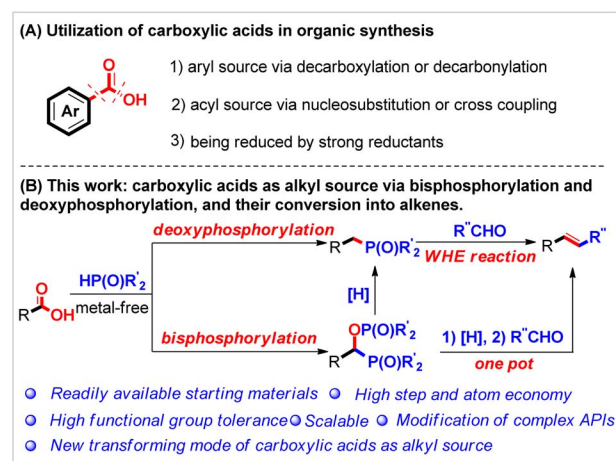 (A) Utilization of carboxylic acids in organic synthesis
O
OH
Ar
1) aryl source via decarboxylation or decarbonylation
2) acyl source via nucleosubstitution or cross coupling
3) being reduced by strong reductants
(B) This work: carboxylic acids as alkyl source via bisphosphorylation and
deoxyphosphorylation, and their conversion into alkenes.
deoxyphosphorylation
R P(O)R'2
R"CHO
WHE reaction
R R"
O
R OH
HP(O)R'2
metal-free
[H]
bisphosphorylation
OP(O)R'2
R P(O)R'2
1) [H], 2) R"CHO
one pot
Readily available starting materials High step and atom economy
High functional group tolerance Scalable Modification of complex APIs
New transforming mode of carboxylic acids as alkyl source